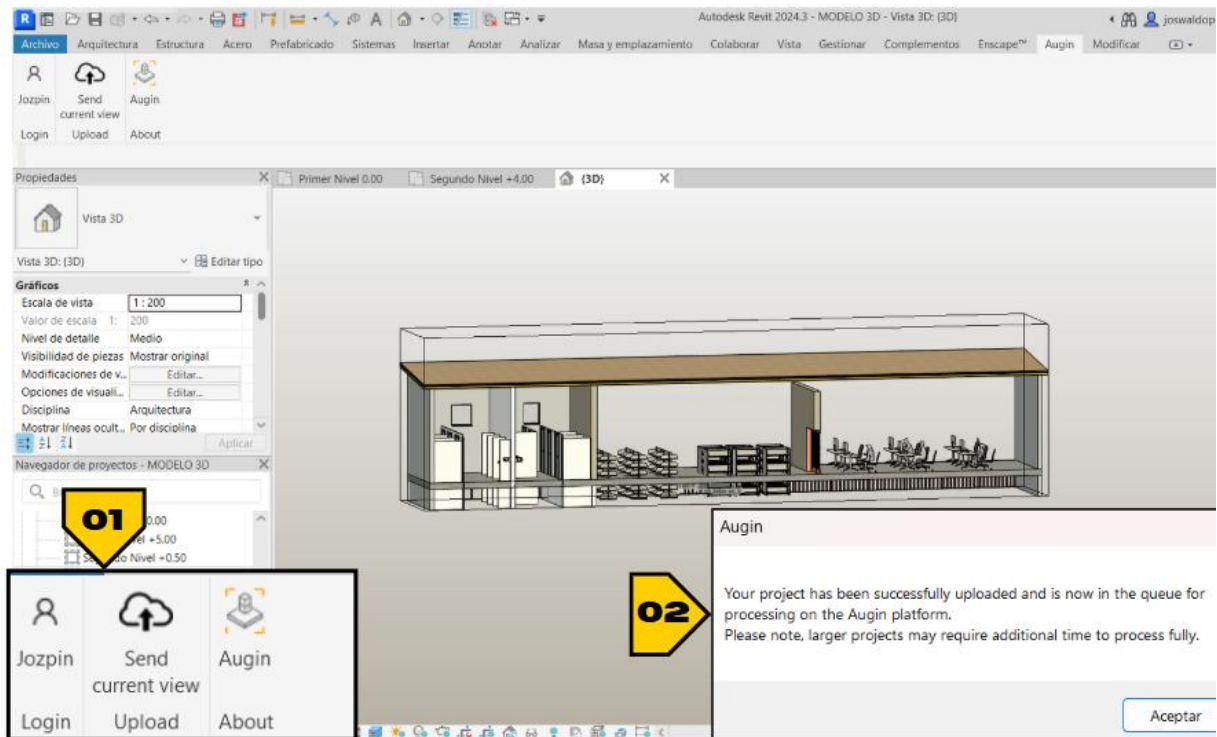 Autodesk Revit 2024.3 - MODELO 3D - Vista 3D: {3D}
joswaldop
Archivo Arquitectura Estructura Acero Prefabricado Sistemas Insertar Anotar Analizar Masa y emplazamiento Colaborar Vista Gestionar Complementos Enscape™ Augin Modificar
Jozpin
Send
current view
Augin
Login Upload About
Propiedades
Primer Nivel 0.00 Segundo Nivel +4.00 {3D}
Vista 3D
Vista 3D: {3D} Editar tipo
Gráficos
Escala de vista 1 : 200
Valor de escala 1: 200
Nivel de detalle Medio
Visibilidad de piezas Mostrar original
Modificaciones de v... Editar...
Opciones de visuali... Editar...
Disciplina Arquitectura
Mostrar líneas ocult... Por disciplina
Aplicar
Navegador de proyectos - MODELO 3D
0.00
+5.00
Nivel +0.50
01
Jozpin
Send
current view
Augin
Login Upload About
02
Augin
Your project has been successfully uploaded and is now in the queue for
processing on the Augin platform.
Please note, larger projects may require additional time to process fully.
Aceptar